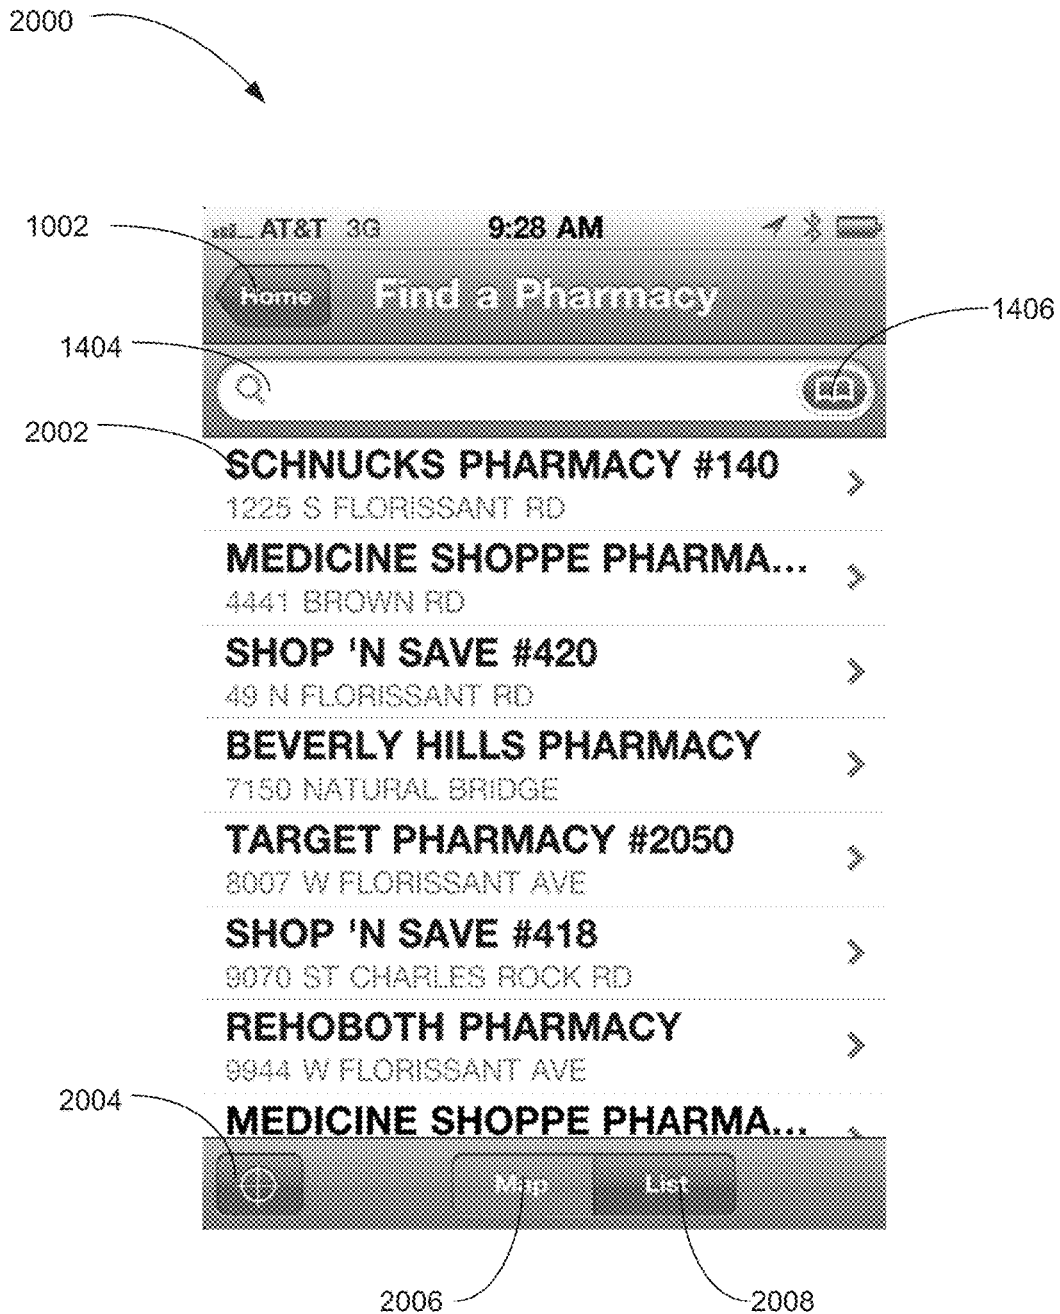 2000
1002
AT&T 3G 9:28 AM
Home Find a Pharmacy
1406
1404
2002
SCHNUCKS PHARMACY #140
1225 S FLORISSANT RD
MEDICINE SHOPPE PHARMA...
4441 BROWN RD
SHOP 'N SAVE #420
49 N FLORISSANT RD
BEVERLY HILLS PHARMACY
7150 NATURAL BRIDGE
TARGET PHARMACY #2050
8007 W FLORISSANT AVE
SHOP 'N SAVE #418
9070 ST CHARLES ROCK RD
REHOBOTH PHARMACY
9944 W FLORISSANT AVE
2004
MEDICINE SHOPPE PHARMA...
Map List
2006 2008